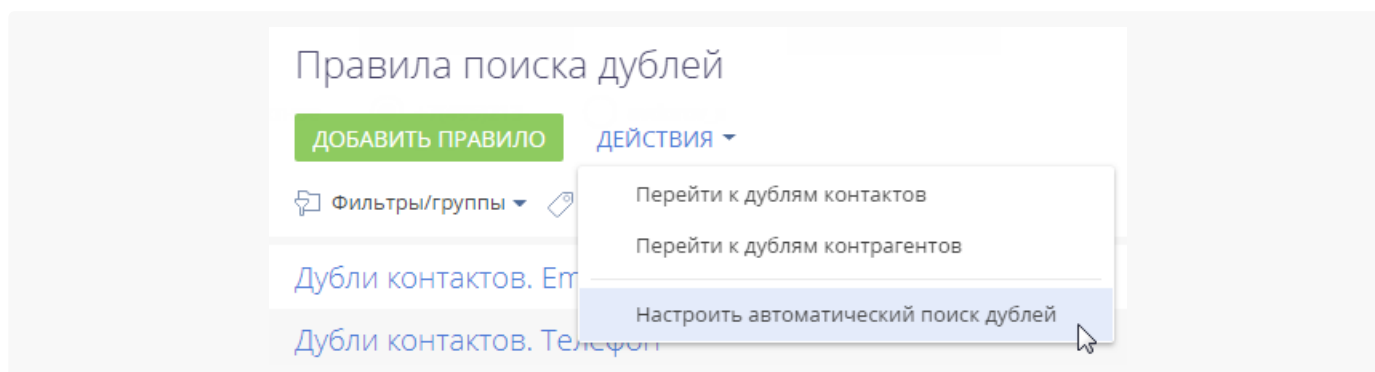 Правила поиска дублей
ДОБАВИТЬ ПРАВИЛО ДЕЙСТВИЯ
Фильтры/группы
Перейти к дублям контактов
Перейти к дублям контрагентов
Дубли контактов. Em
Настроить автоматический поиск дублей
Дубли контактов. Телефон